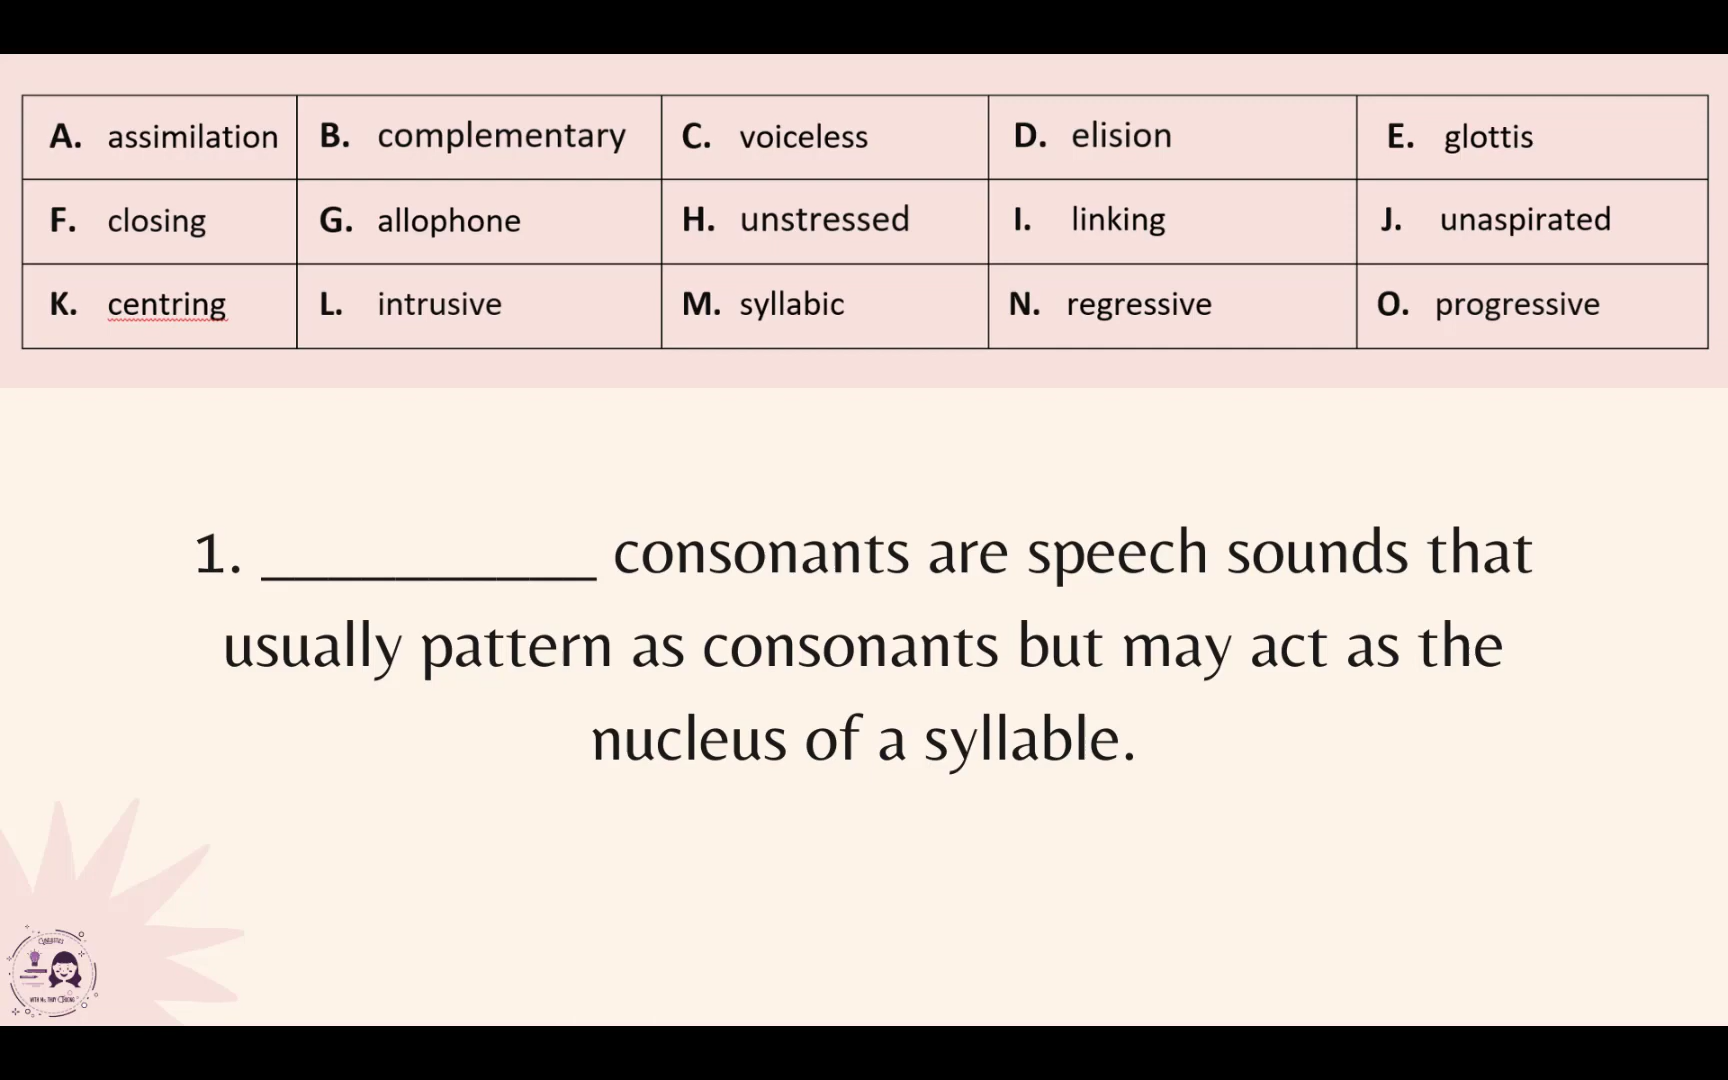 A. assimilation B. complementary C. voiceless D. elision E. glottis
F. closing G. allophone H. unstressed I. linking J. unaspirated
K. centring L. intrusive M. syllabic N. regressive O. progressive
1. __________ consonants are speech sounds that
usually pattern as consonants but may act as the
nucleus of a syllable.